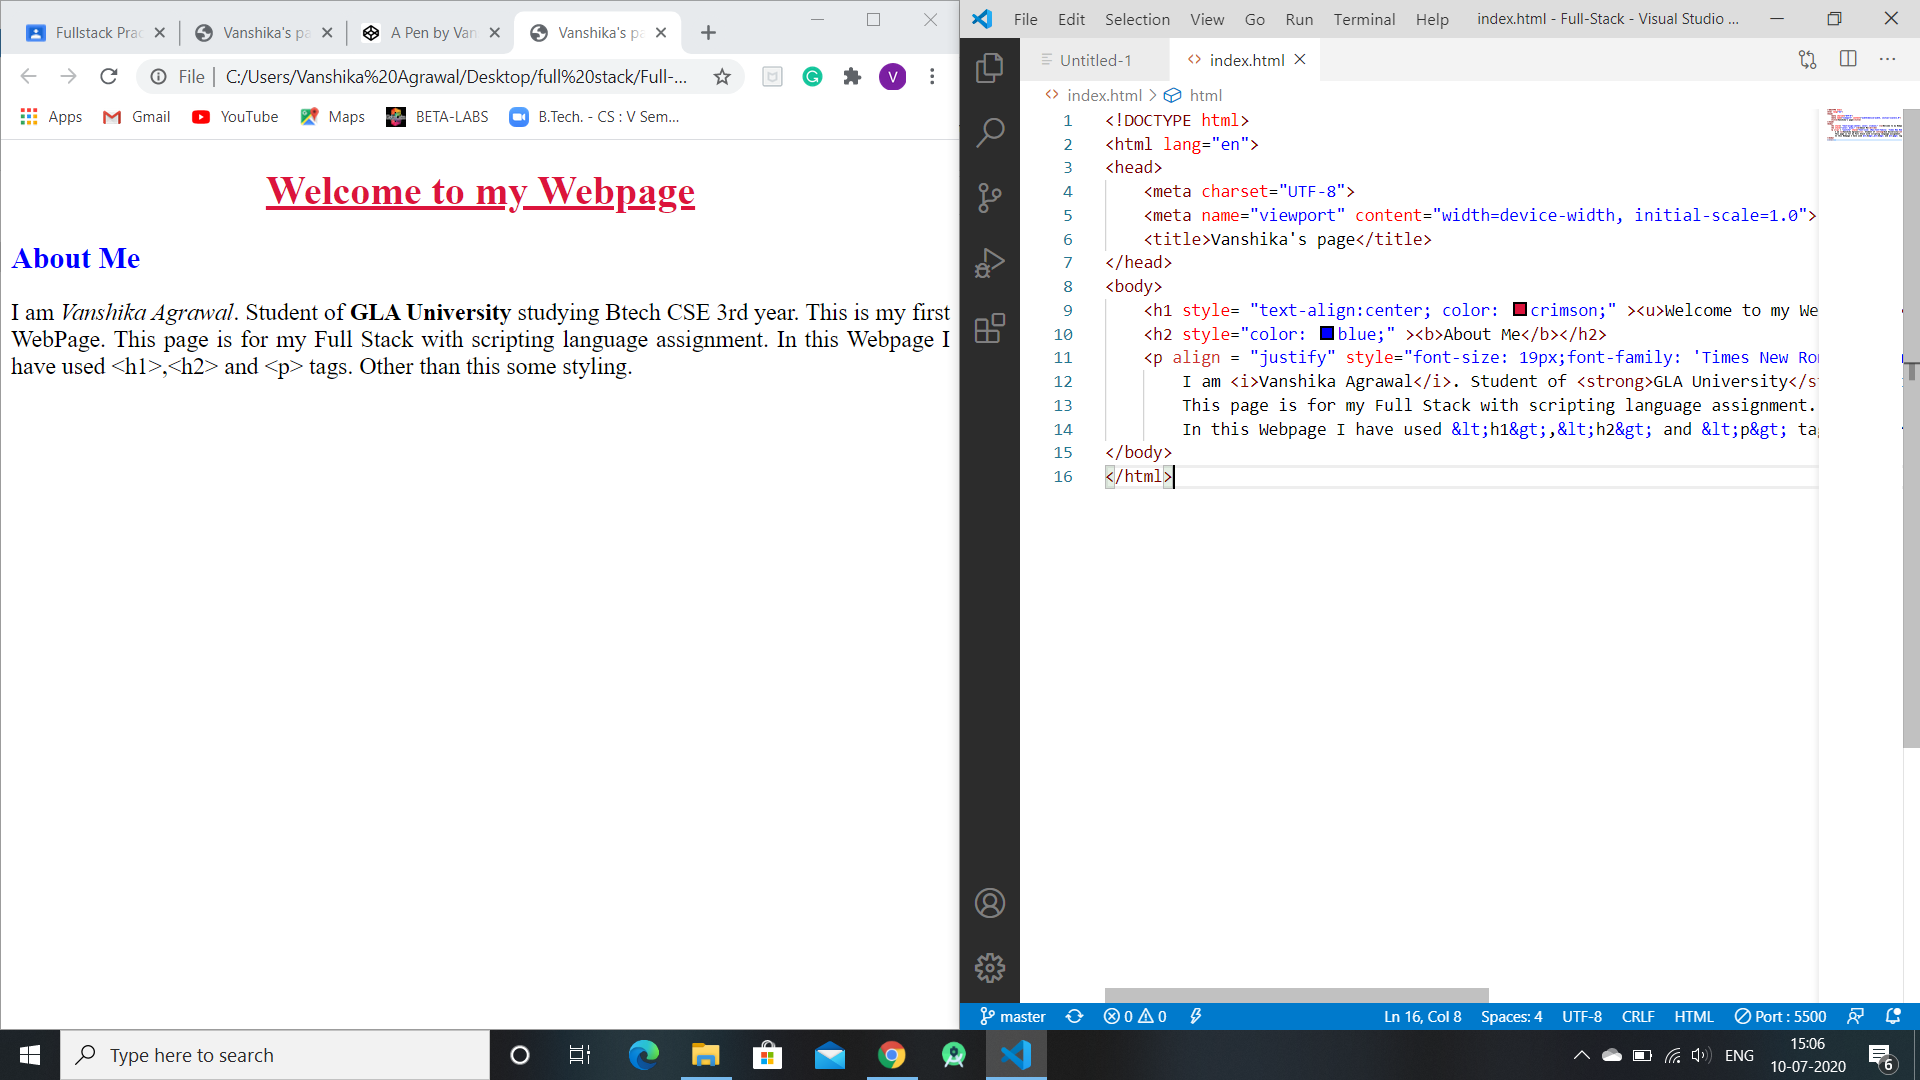 Fullstack Prac
Vanshika's pa
A Pen by Van
Vanshika's pa
File
C:/Users/Vanshika%20Agrawal/Desktop/full%20stack/Full-...
V
Apps
Gmail
YouTube
Maps
BETA-LABS
B.Tech. - CS : V Sem...
Welcome to my Webpage
About Me
I am Vanshika Agrawal. Student of GLA University studying Btech CSE 3rd year. This is my first
WebPage. This page is for my Full Stack with scripting language assignment. In this Webpage I
have used <h1>,<h2> and <p> tags. Other than this some styling.
File Edit Selection View Go Run Terminal Help index.html - Full-Stack - Visual Studio ...
Untitled-1
index.html
index.html > html
1 <!DOCTYPE html>
2 <html lang="en">
3 <head>
4 <meta charset="UTF-8">
5 <meta name="viewport" content="width=device-width, initial-scale=1.0">
6 <title>Vanshika's page</title>
7 </head>
8 <body>
9 <h1 style= "text-align:center; color: crimson;" ><u>Welcome to my We
10 <h2 style="color: blue;" ><b>About Me</b></h2>
11 <p align = "justify" style="font-size: 19px;font-family: 'Times New Ro
12 I am <i>Vanshika Agrawal</i>. Student of <strong>GLA University</s
13 This page is for my Full Stack with scripting language assignment.
14 In this Webpage I have used &lt;h1&gt;,&lt;h2&gt; and &lt;p&gt; ta
15 </body>
16 </html>
master
0
0
Ln 16, Col 8
Spaces: 4
UTF-8
CRLF
HTML
Port : 5500
Type here to search
ENG
15:06
10-07-2020
6